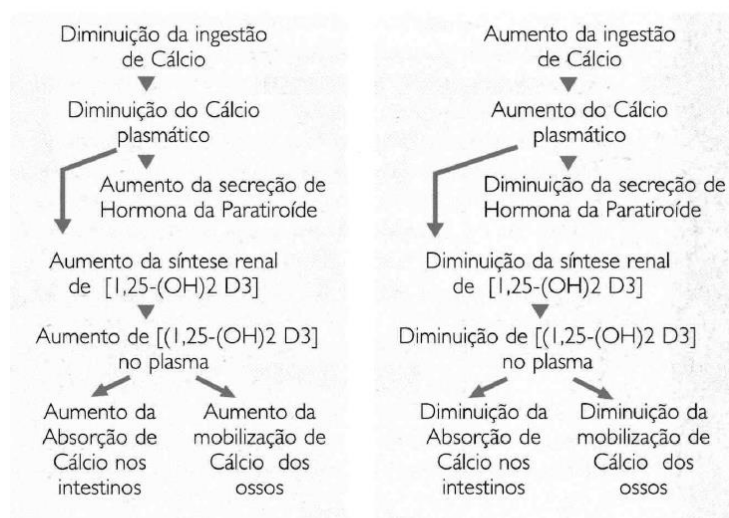 Diminuição da ingestão
de Cálcio
Diminuição do Cálcio
plasmático
Aumento da secreção de
Hormona da Paratiroíde
Aumento da síntese renal
de [1,25-(OH)2 D3]
Aumento de [(1,25-(OH)2 D3]
no plasma
Aumento da
Absorção de
Cálcio nos
intestinos
Aumento da
mobilização de
Cálcio dos
ossos
Aumento da ingestão
de Cálcio
Aumento do Cálcio
plasmático
Diminuição da secreção de
Hormona da Paratiroíde
Diminuição da síntese renal
de [1,25-(OH)2 D3]
Diminuição de [(1,25-(OH)2 D3]
no plasma
Diminuição da
Absorção de
Cálcio nos
intestinos
Diminuição da
mobilização de
Cálcio dos
ossos